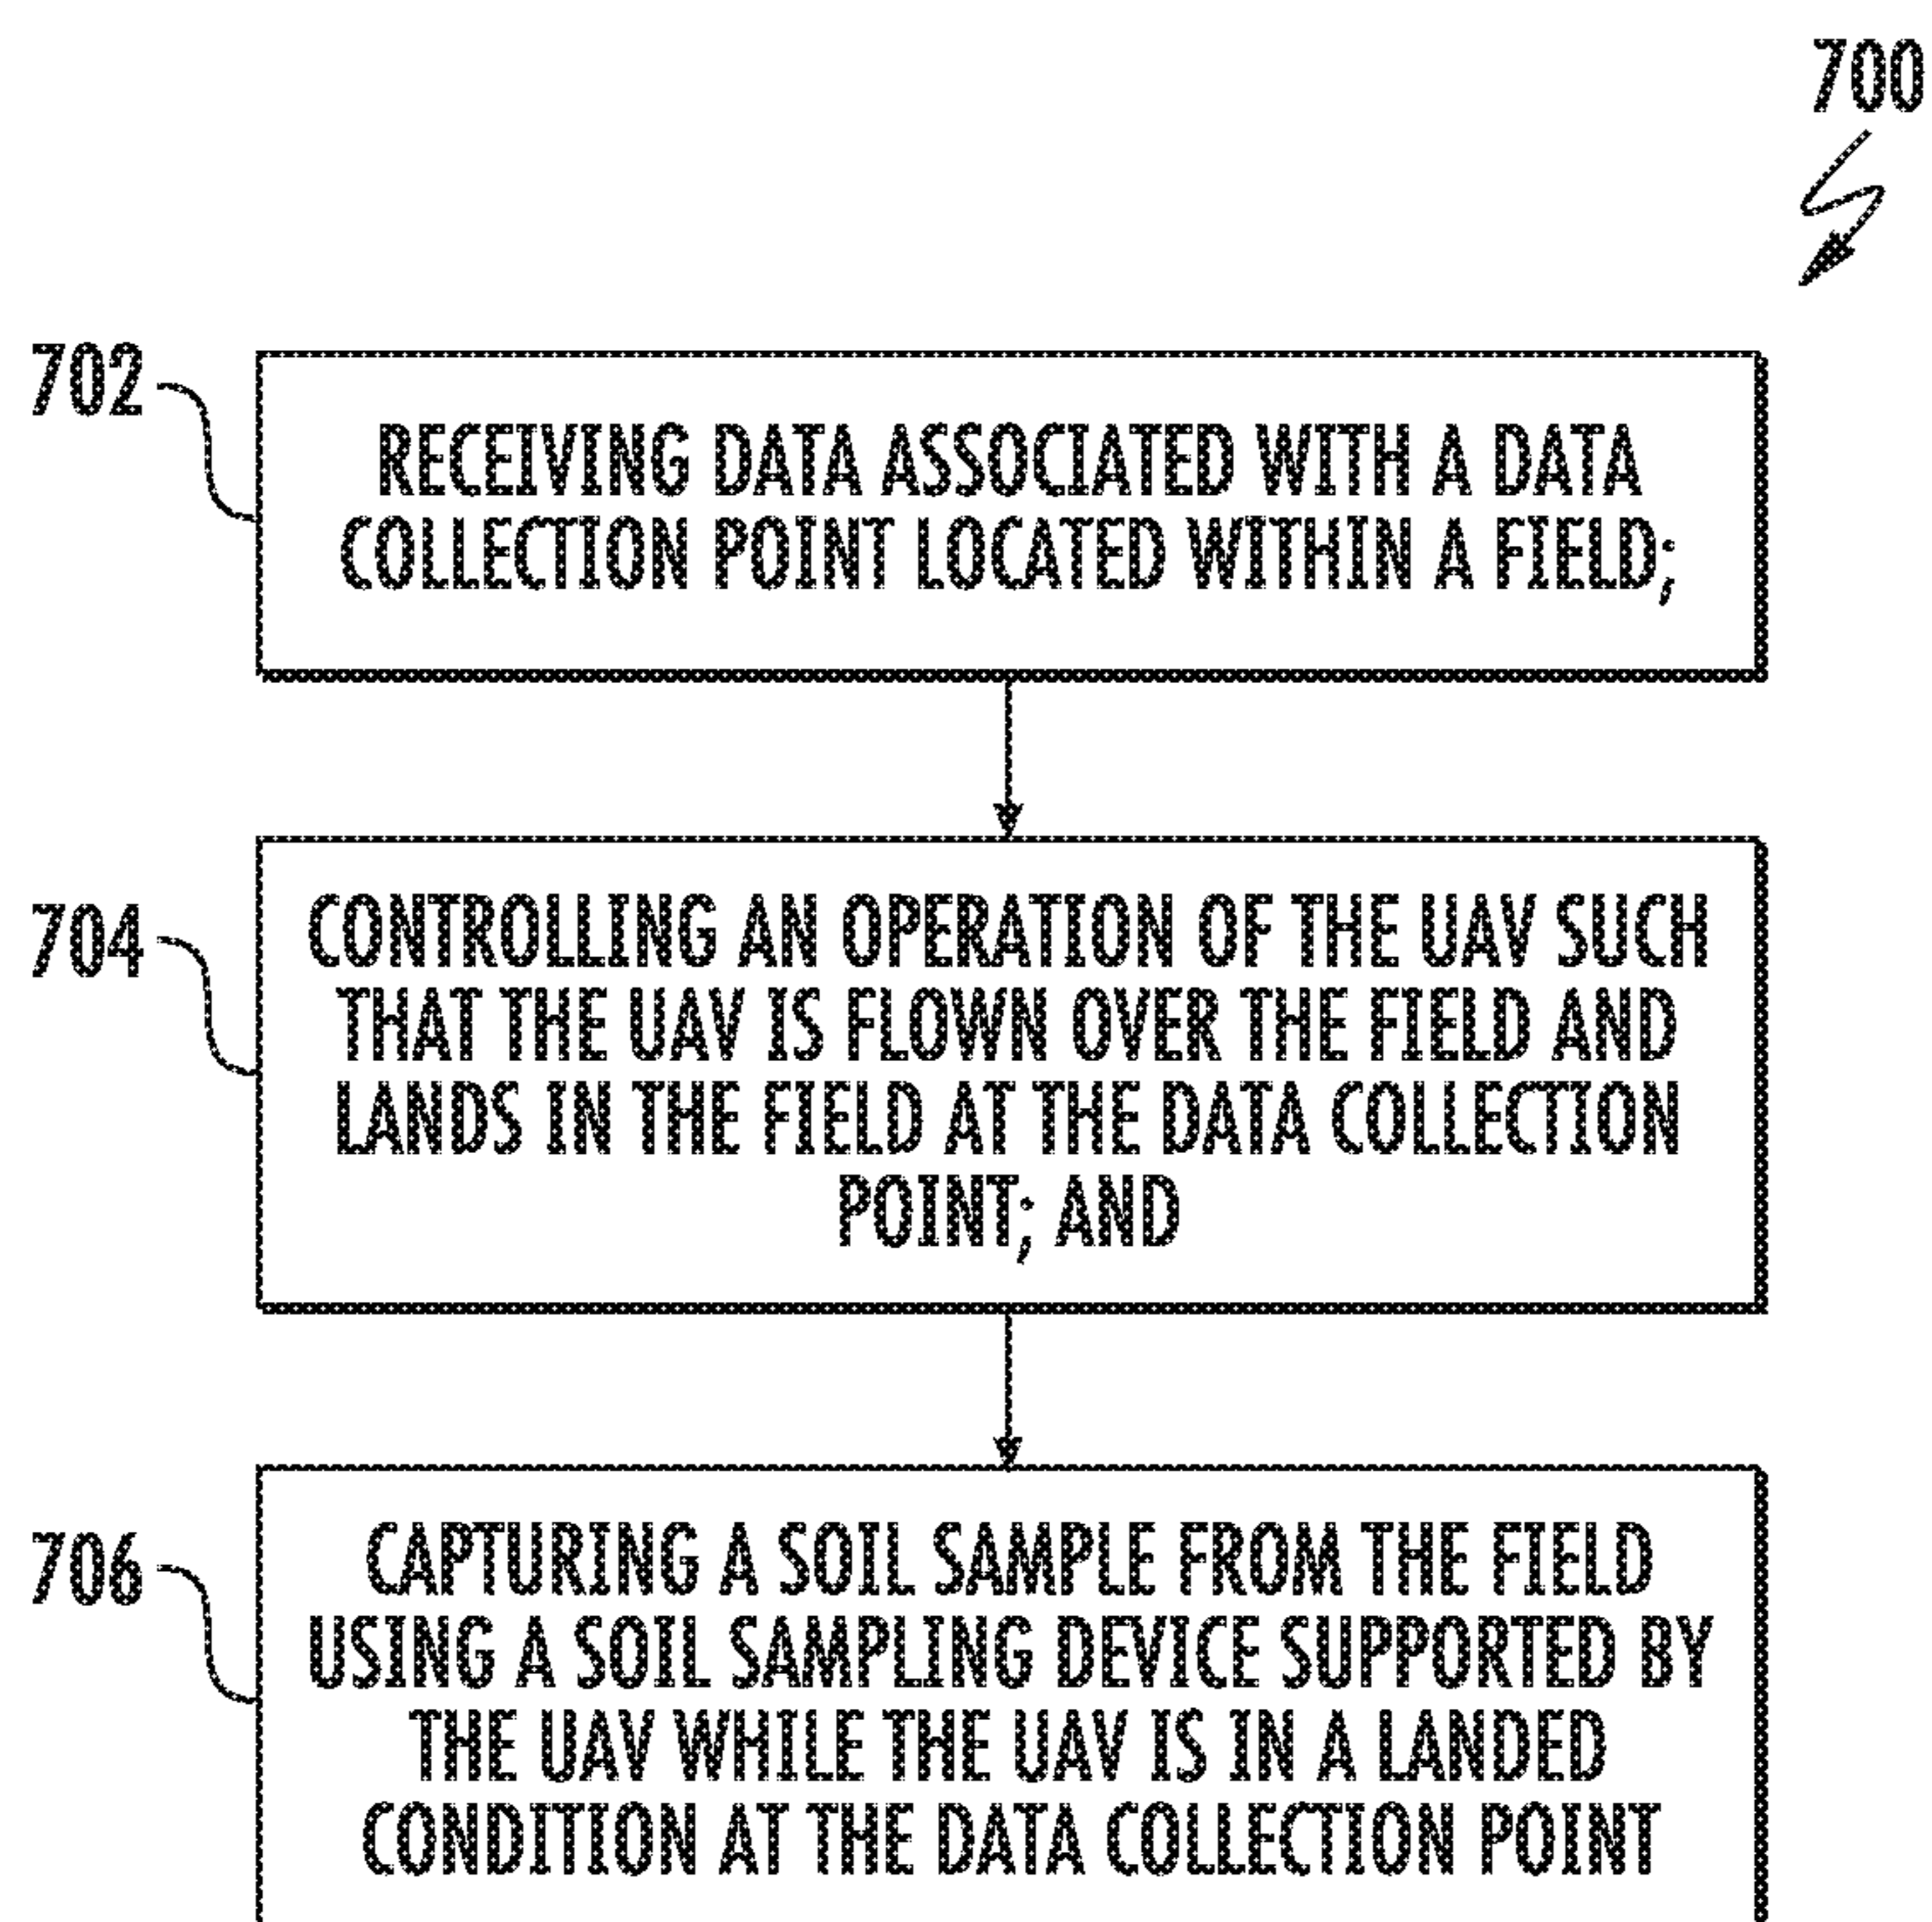 700
702
RECEIVING DATA ASSOCIATED WITH A DATA
COLLECTION POINT LOCATED WITHIN A FIELD;
704
CONTROLLING AN OPERATION OF THE UAV SUCH
THAT THE UAV IS FLOWN OVER THE FIELD AND
LANDS IN THE FIELD AT THE DATA COLLECTION
POINT; AND
706
CAPTURING A SOIL SAMPLE FROM THE FIELD
USING A SOIL SAMPLING DEVICE SUPPORTED BY
THE UAV WHILE THE UAV IS IN A LANDED
CONDITION AT THE DATA COLLECTION POINT